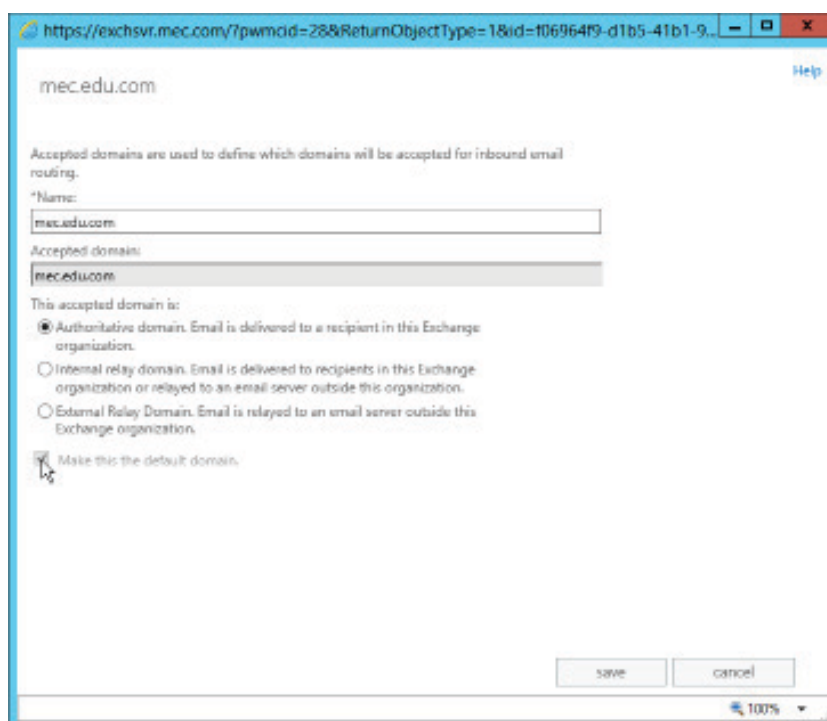 https://exchsvr.mec.com/?pwmcid=28&ReturnObjectType=1&id=f06964f9-d1b5-41b1-9...
Help
mec.edu.com
Accepted domains are used to define which domains will be accepted for inbound email
routing.
*Name:
mec.edu.com
Accepted domain:
mec.edu.com
This accepted domain is:
Authoritative domain. Email is delivered to a recipient in this Exchange
organization.
Internal relay domain. Email is delivered to recipients in this Exchange
organization or relayed to an email server outside this organization.
External Relay Domain. Email is relayed to an email server outside this
Exchange organization.
Make this the default domain.
save cancel
100%